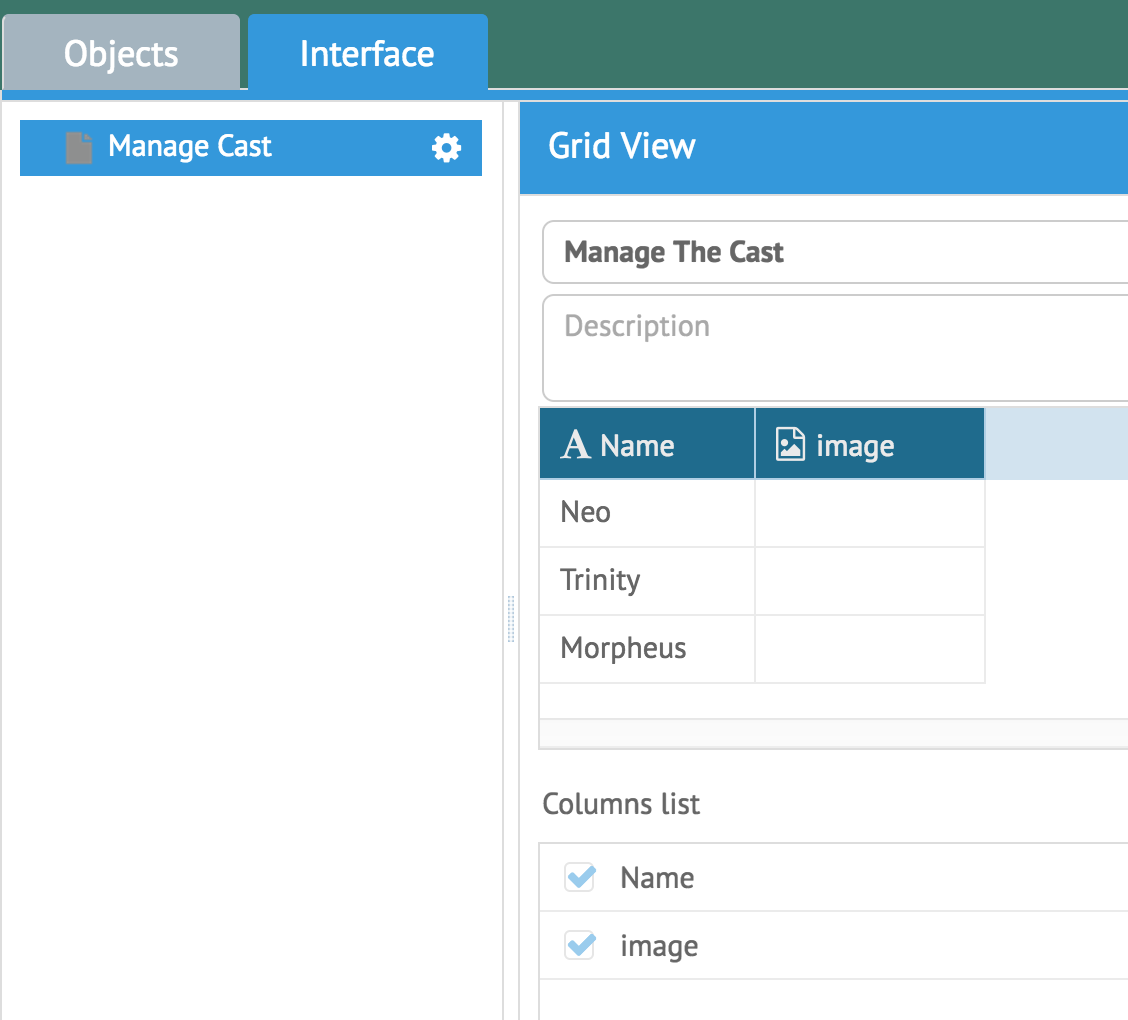 Objects
Interface
Manage Cast
Grid View
Manage The Cast
Description
Name
image
Neo
Trinity
Morpheus
Columns list
Name
image